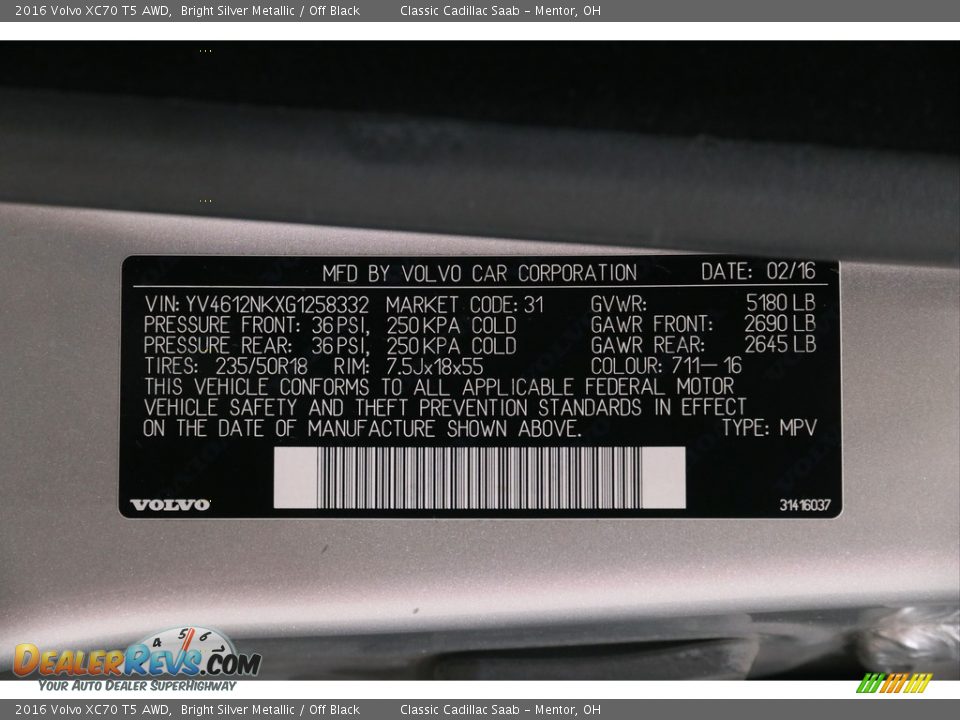 2016 Volvo XC70 T5 AWD, Bright Silver Metallic / Off Black Classic Cadillac Saab - Mentor, OH
MFD BY VOLVO CAR CORPORATION DATE: 02/16
VIN: YV4612NKXG1258332 MARKET CODE: 31 GVWR: 5180 LB
PRESSURE FRONT: 36 PSI, 250 KPA COLD GAWR FRONT: 2690 LB
PRESSURE REAR: 36 PSI, 250 KPA COLD GAWR REAR: 2645 LB
TIRES: 235/50R18 RIM: 7.5Jx18x55 COLOUR: 711-16
THIS VEHICLE CONFORMS TO ALL APPLICABLE FEDERAL MOTOR
VEHICLE SAFETY AND THEFT PREVENTION STANDARDS IN EFFECT
ON THE DATE OF MANUFACTURE SHOWN ABOVE. TYPE: MPV
VOLVO 31416037
4 5 6
DEALERREVS.COM
YOUR AUTO DEALER SUPERHIGHWAY
2016 Volvo XC70 T5 AWD, Bright Silver Metallic / Off Black Classic Cadillac Saab - Mentor, OH